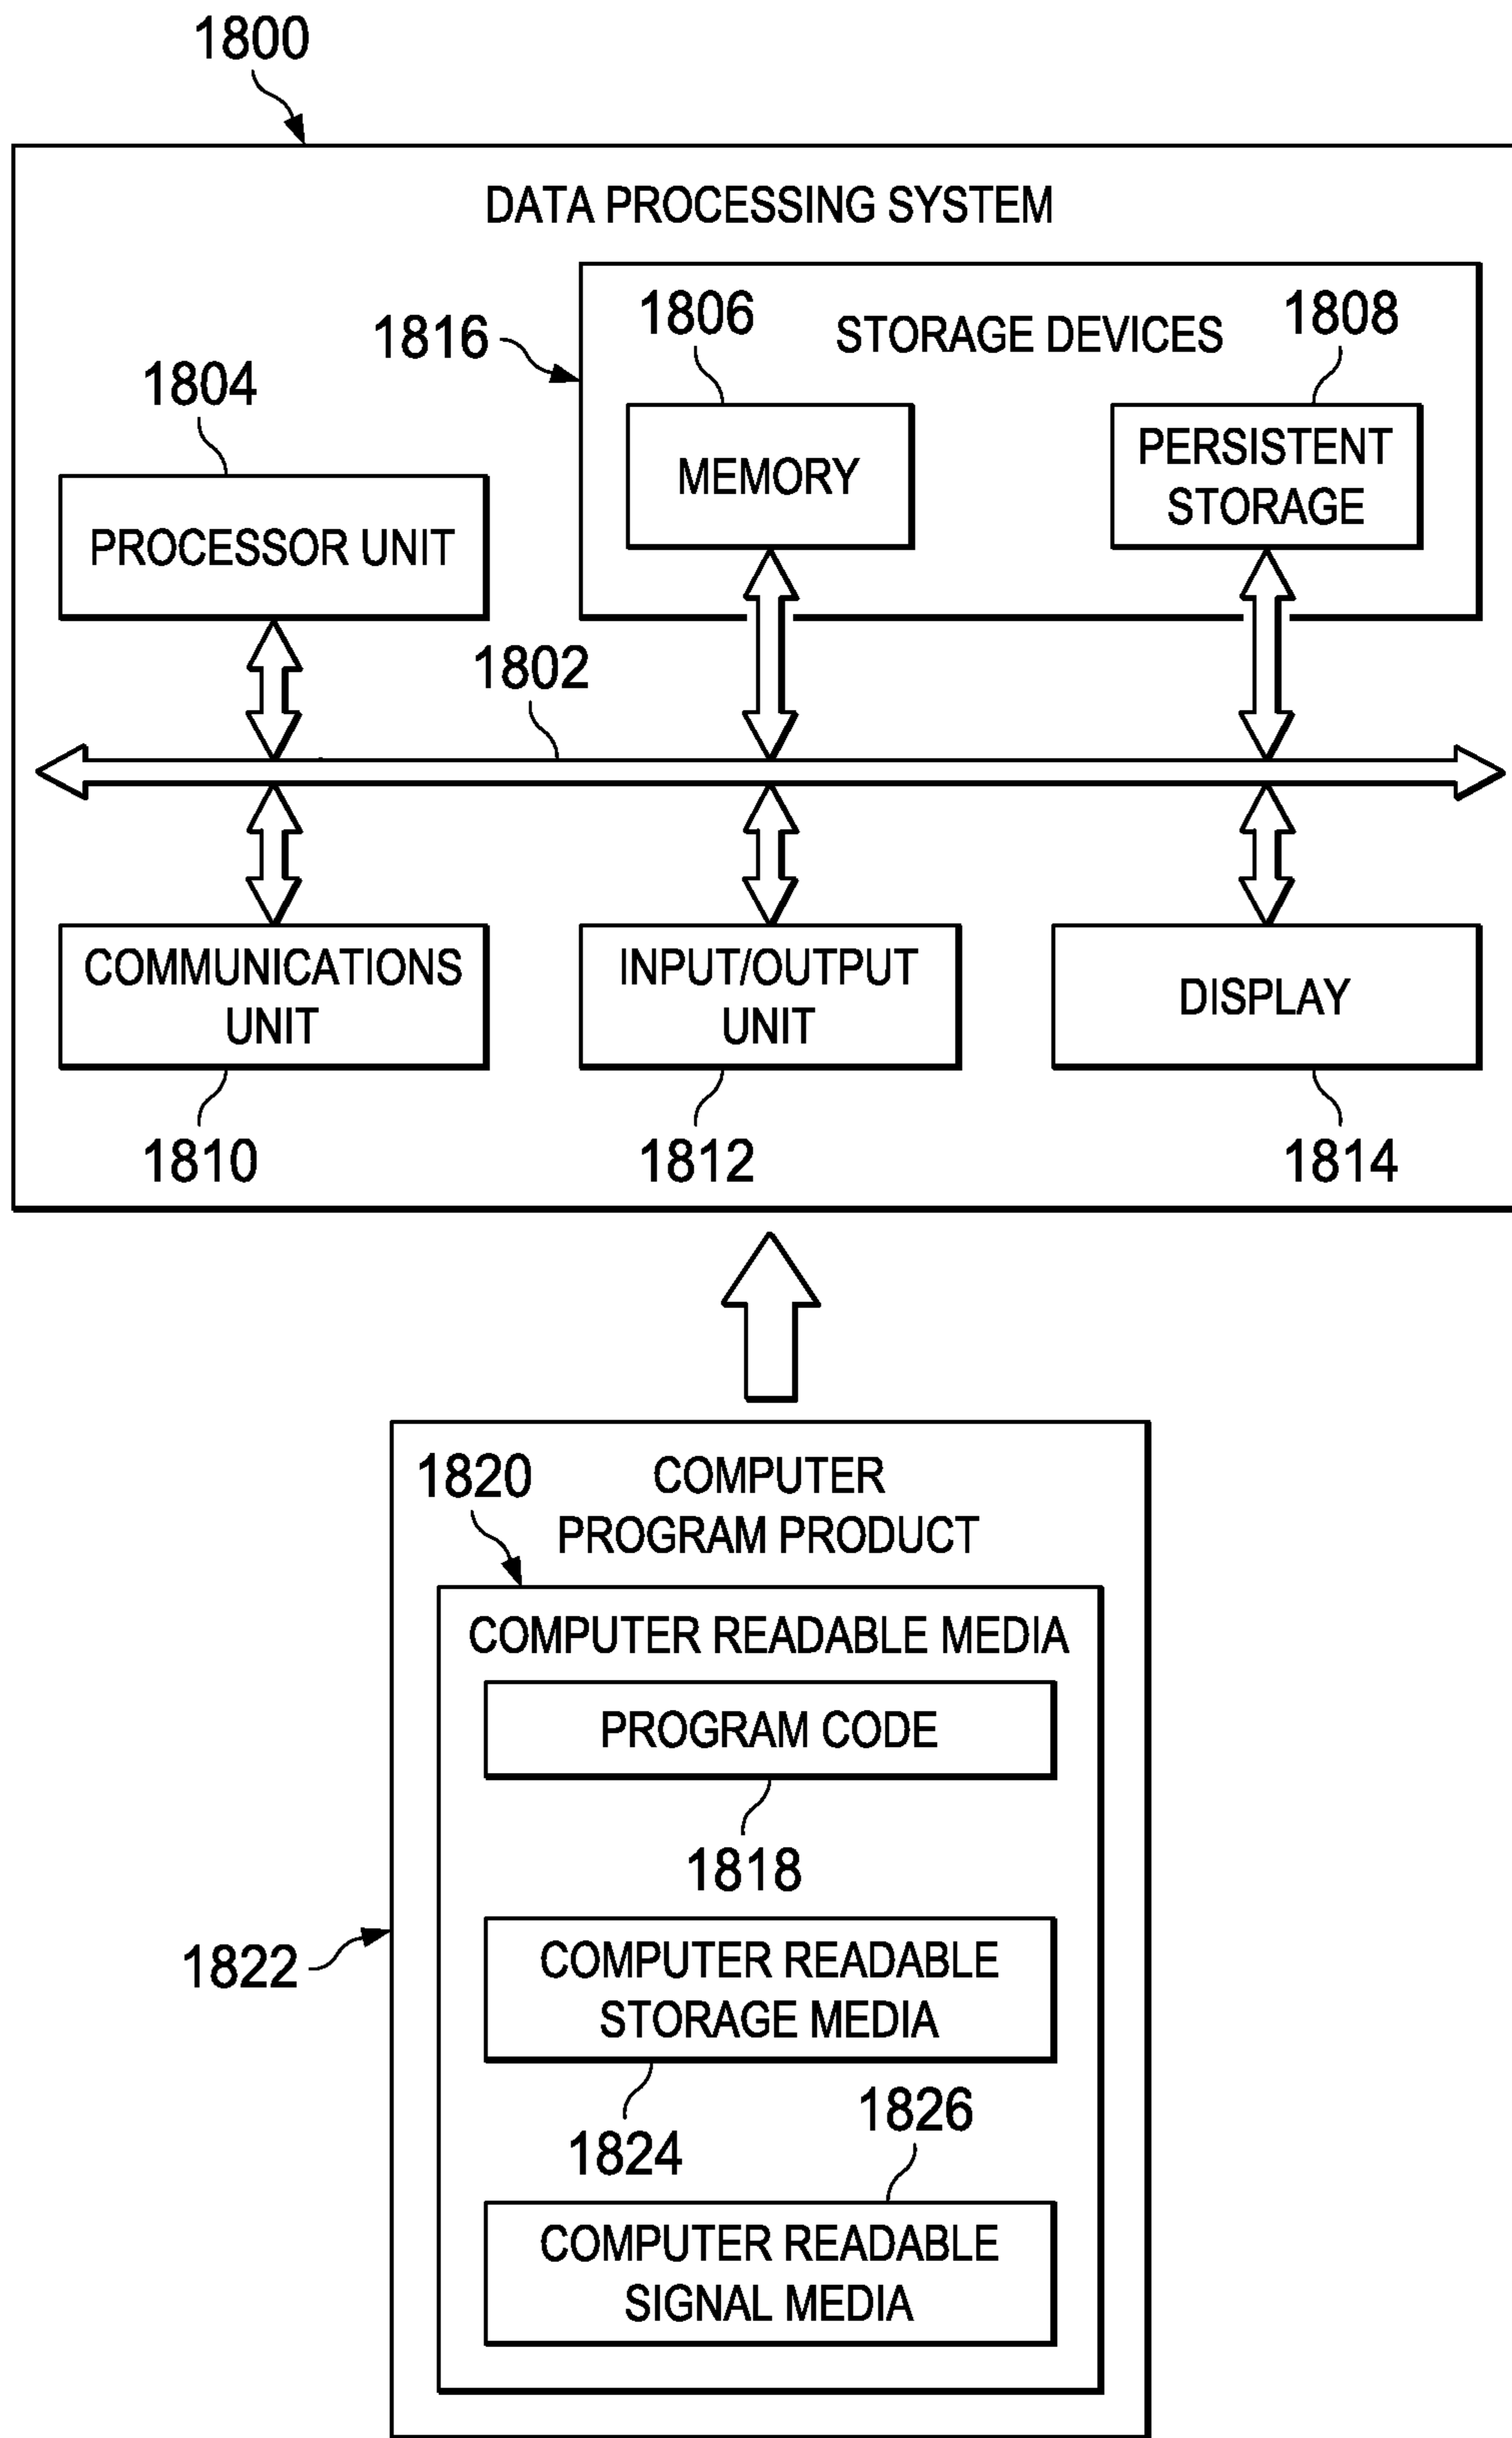 1800
DATA PROCESSING SYSTEM
1816
1806
STORAGE DEVICES
1808
1804
MEMORY
PERSISTENT
STORAGE
PROCESSOR UNIT
1802
COMMUNICATIONS
UNIT
INPUT/OUTPUT
UNIT
DISPLAY
1810
1812
1814
1820
COMPUTER
PROGRAM PRODUCT
COMPUTER READABLE MEDIA
PROGRAM CODE
1818
1822
COMPUTER READABLE
STORAGE MEDIA
1824
1826
COMPUTER READABLE
SIGNAL MEDIA